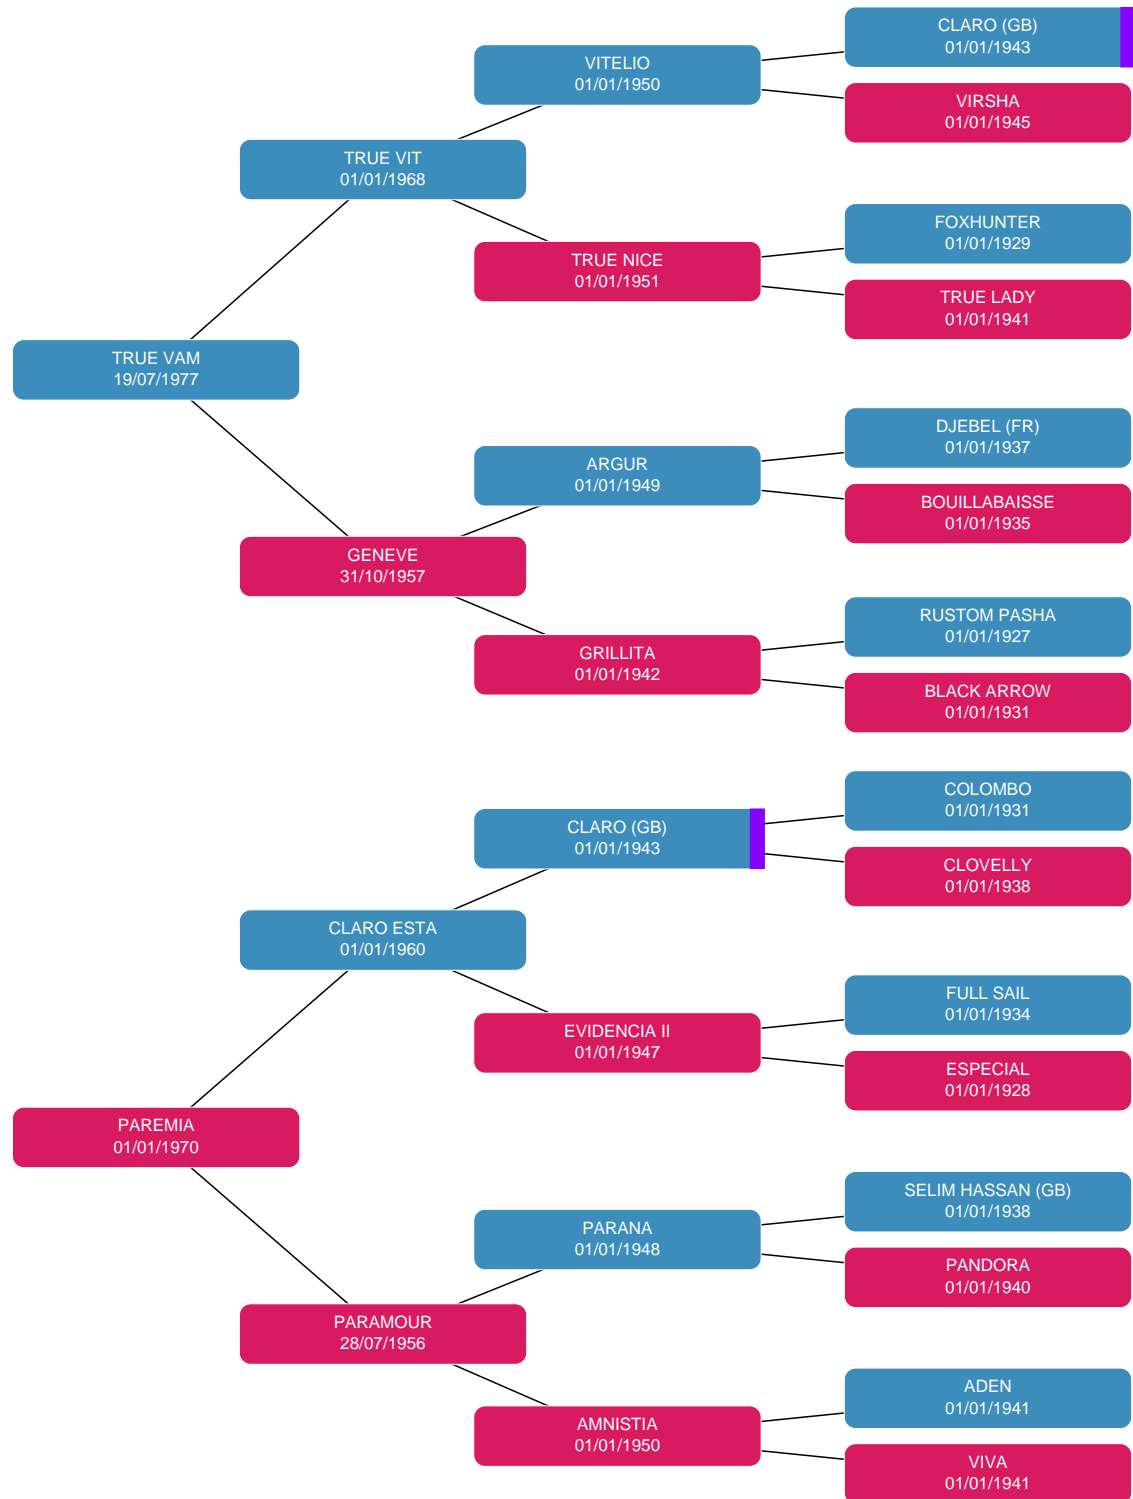 CLARO (GB)
01/01/1943
VITELIO
01/01/1950
VIRSHA
01/01/1945
TRUE VIT
01/01/1968
FOXHUNTER
01/01/1929
TRUE NICE
01/01/1951
TRUE LADY
01/01/1941
TRUE VAM
19/07/1977
DJEBEL (FR)
01/01/1937
ARGUR
01/01/1949
BOUILLABAISSE
01/01/1935
GENEVE
31/10/1957
RUSTOM PASHA
01/01/1927
GRILLITA
01/01/1942
BLACK ARROW
01/01/1931
COLOMBO
01/01/1931
CLARO (GB)
01/01/1943
CLOVELLY
01/01/1938
CLARO ESTA
01/01/1960
FULL SAIL
01/01/1934
EVIDENCIA II
01/01/1947
ESPECIAL
01/01/1928
PAREMIA
01/01/1970
SELIM HASSAN (GB)
01/01/1938
PARANA
01/01/1948
PANDORA
01/01/1940
PARAMOUR
28/07/1956
ADEN
01/01/1941
AMNISTIA
01/01/1950
VIVA
01/01/1941